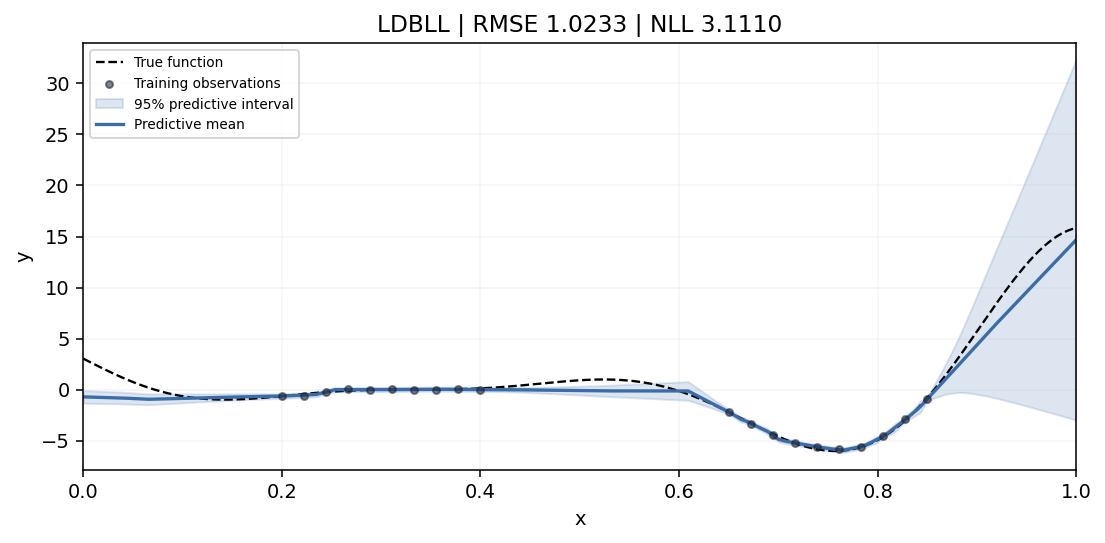 LDBLL | RMSE 1.0233 | NLL 3.1110
True function
Training observations
95% predictive interval
Predictive mean
30
25
20
15
10
5
0
−5
y
0.0 0.2 0.4 0.6 0.8 1.0
x